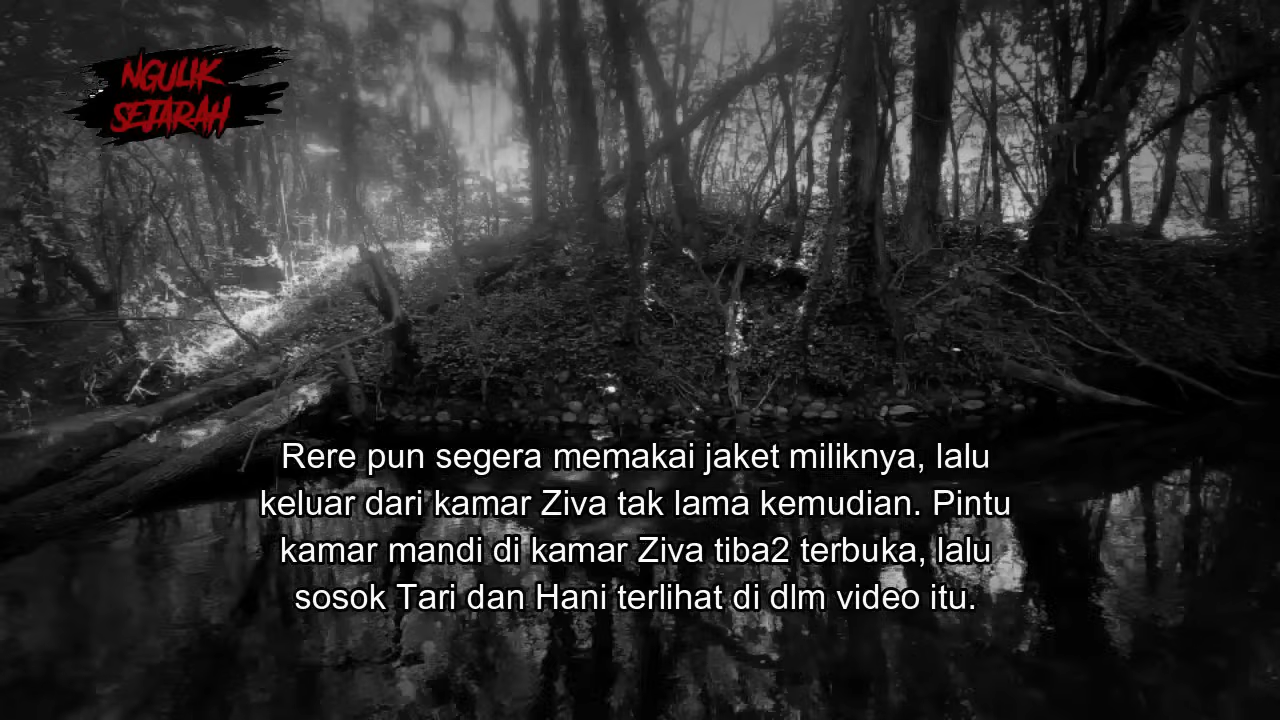 NGULIK
SEJARAH
Rere pun segera memakai jaket miliknya, lalu
keluar dari kamar Ziva tak lama kemudian. Pintu
kamar mandi di kamar Ziva tiba2 terbuka, lalu
sosok Tari dan Hani terlihat di dlm video itu.